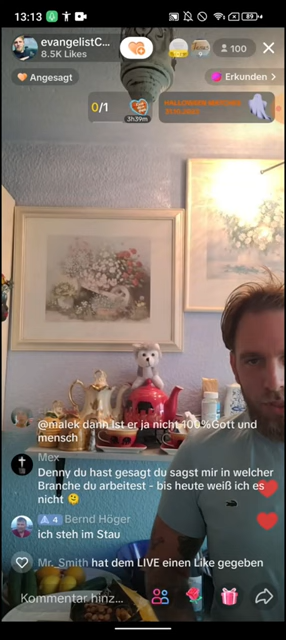 13:13
89
evangelistC...
8.5K Likes
100
Angesagt
Erkunden >
0/1
3h39m
@malek dann ist er ja nicht 100%Gott und
mensch
Mex
Denny du hast gesagt du sagst mir in welcher
Branche du arbeitest - bis heute weiß ich es
nicht 🫠
4 Bernd Höger
ich steh im Stau
Mr. Smith hat dem LIVE einen Like gegeben
Kommentar hinz...